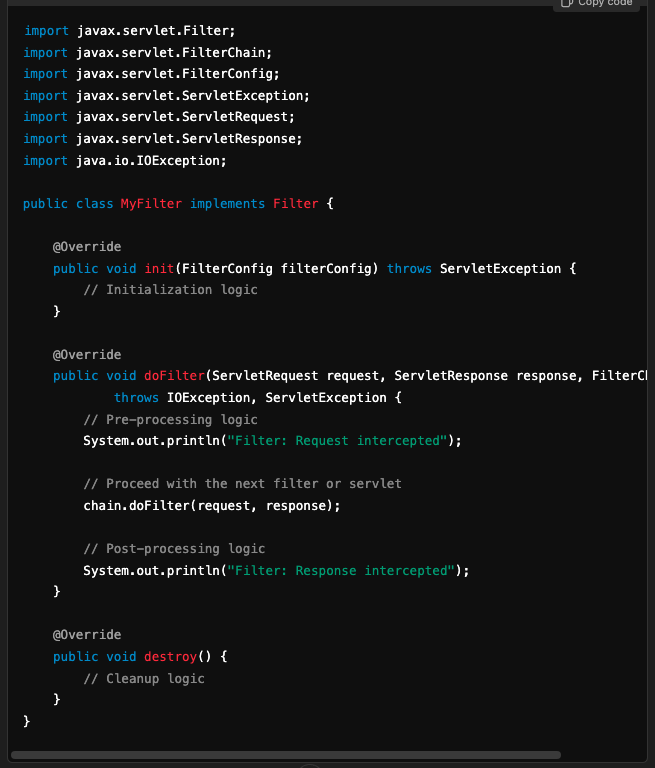 Copy code
import javax.servlet.Filter;
import javax.servlet.FilterChain;
import javax.servlet.FilterConfig;
import javax.servlet.ServletException;
import javax.servlet.ServletRequest;
import javax.servlet.ServletResponse;
import java.io.IOException;
public class MyFilter implements Filter {
@Override
public void init(FilterConfig filterConfig) throws ServletException {
// Initialization logic
}
@Override
public void doFilter(ServletRequest request, ServletResponse response, FilterC
throws IOException, ServletException {
// Pre-processing logic
System.out.println("Filter: Request intercepted");
// Proceed with the next filter or servlet
chain.doFilter(request, response);
// Post-processing logic
System.out.println("Filter: Response intercepted");
}
@Override
public void destroy() {
// Cleanup logic
}
}